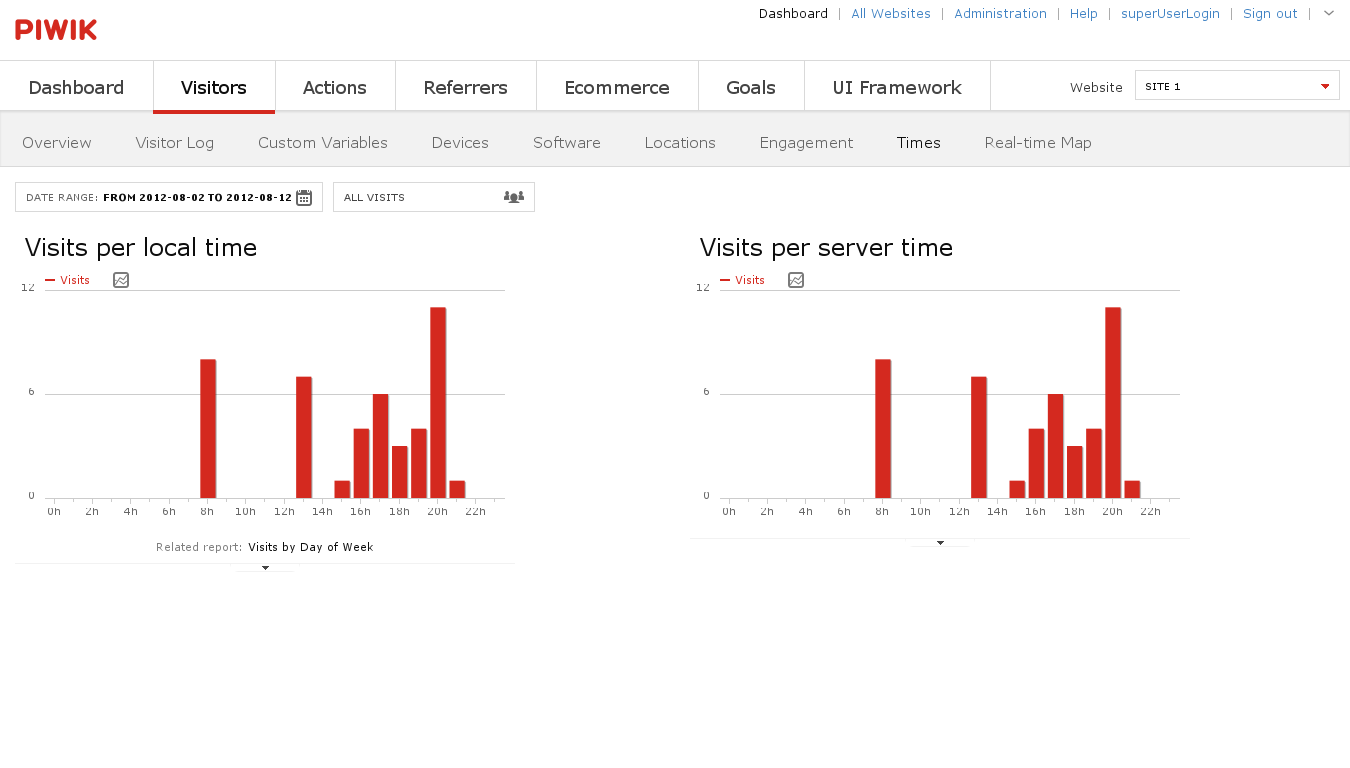 Dashboard | All Websites | Administration | Help | superUserLogin | Sign out |
PIWIK
Dashboard Visitors Actions Referrers Ecommerce Goals UI Framework Website SITE 1
Overview Visitor Log Custom Variables Devices Software Locations Engagement Times Real-time Map
DATE RANGE: FROM 2012-08-02 TO 2012-08-12 ALL VISITS
Visits per local time
Visits
12
6
0
0h 2h 4h 6h 8h 10h 12h 14h 16h 18h 20h 22h
Related report: Visits by Day of Week
Visits per server time
Visits
12
6
0
0h 2h 4h 6h 8h 10h 12h 14h 16h 18h 20h 22h